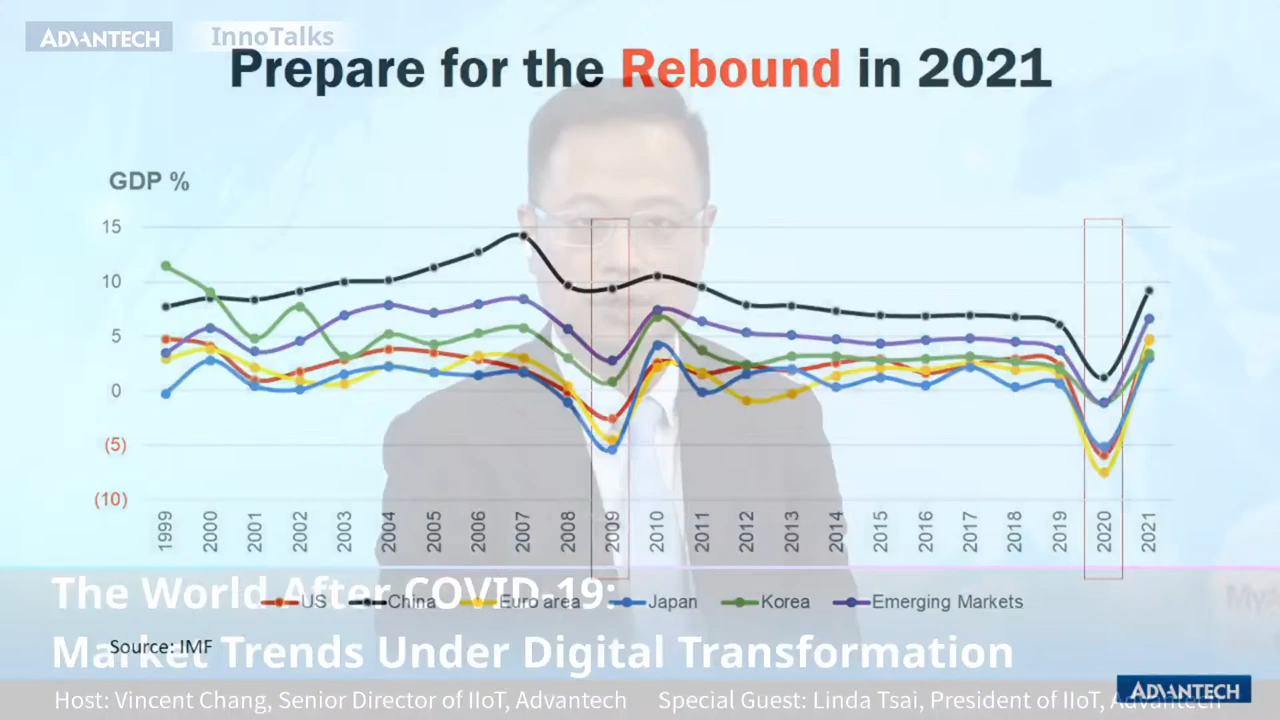 ADVANTECH InnoTalks
Prepare for the Rebound in 2021
GDP %
15
10
5
0
(5)
(10)
1999 2000 2001 2002 2003 2004 2005 2006 2007 2008 2009 2010 2011 2012 2013 2014 2015 2016 2017 2018 2019 2020 2021
The World After COVID-19:
US China Euro area Japan Korea Emerging Markets
Market Trends Under Digital Transformation
Source: IMF
Host: Vincent Chang, Senior Director of IIoT, Advantech Special Guest: Linda Tsai, President of IIoT, Advantech
ADVANTECH